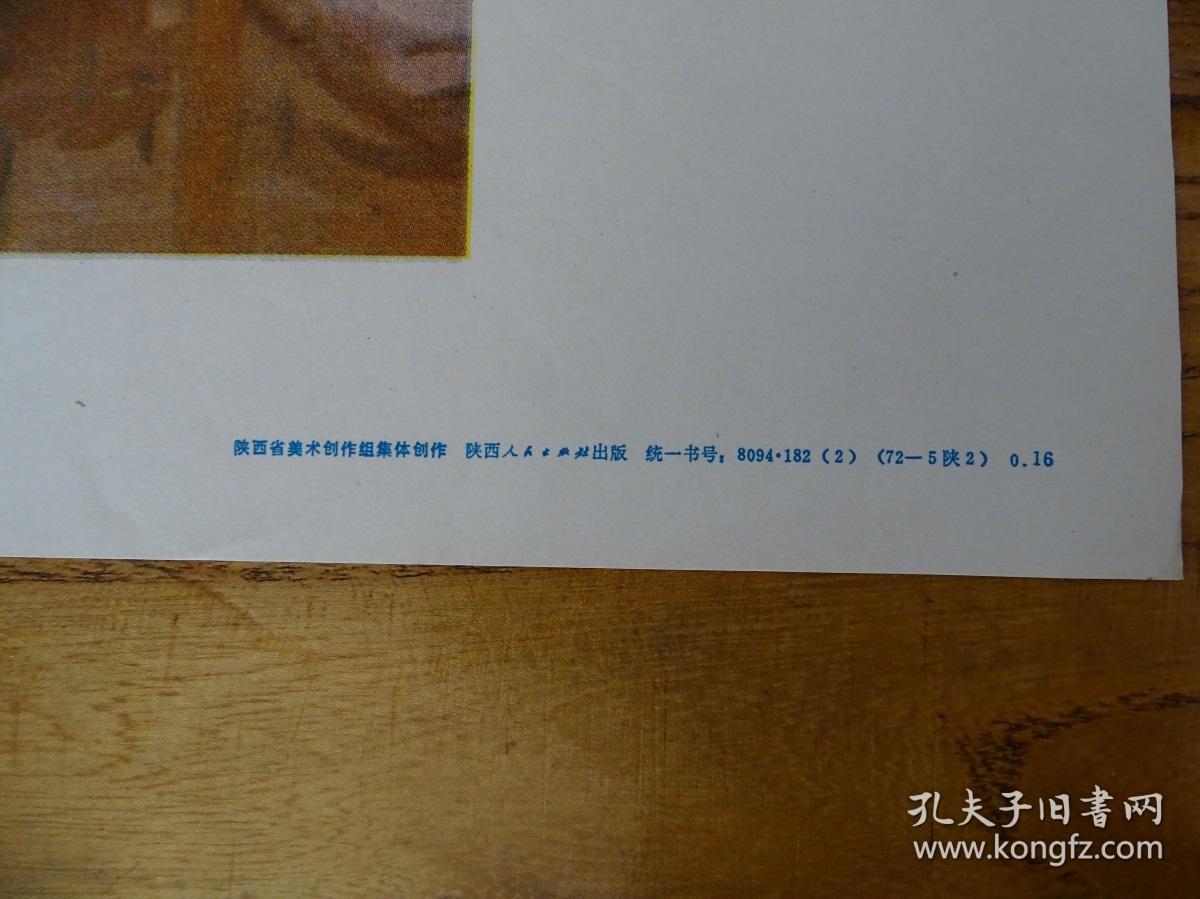 陕西省美术创作组集体创作 陕西人民出版社出版 统一书号：8094·182（2）（72—5陕2） 0.16
孔夫子旧書网
www.kongfz.com